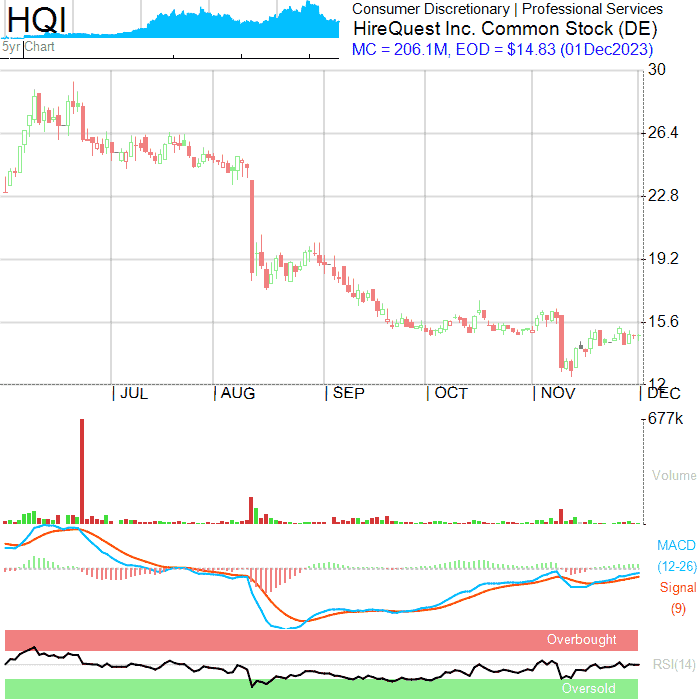 HQI
5yr Chart
Consumer Discretionary | Professional Services
HireQuest Inc. Common Stock (DE)
MC = 206.1M, EOD = $14.83 (01Dec2023)
30
26.4
22.8
19.2
15.6
12
JUL AUG SEP OCT NOV DEC
677k
Volume
MACD
(12-26)
Signal
(9)
Overbought
RSI(14)
Oversold